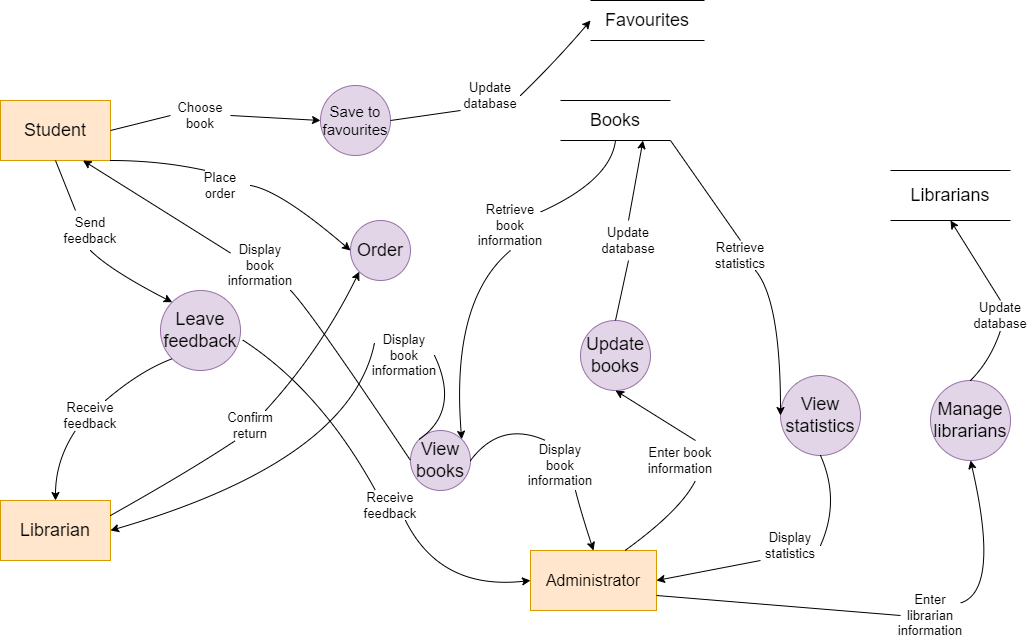 Favourites
Update
database
Choose
book
Save to
favourites
Student
Books
Place
order
Librarians
Send
feedback
Retrieve
book
information
Update
database
Retrieve
statistics
Display
book
information
Order
Leave
feedback
Update
database
Display
book
information
Update
books
View
statistics
Manage
librarians
Receive
feedback
Confirm
return
View
books
Display
book
information
Enter book
information
Receive
feedback
Librarian
Display
statistics
Administrator
Enter
librarian
information